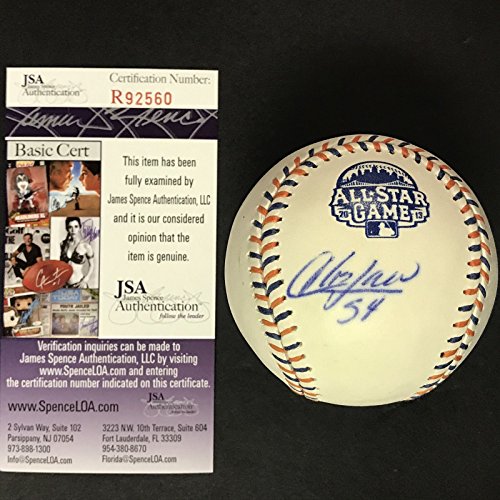 JSA
James Spence
Authentication
Certification Number:
R92560
Basic Cert
This item has been
fully examined by
James Spence Authentication, LLC
and it is our considered
opinion that the
item is genuine.
JSA
James Spence
Authentication
follow the leader
Verification inquiries can be made to
James Spence Authentication, LLC by visiting
www.SpenceLOA.com and entering
the certification number indicated on this certificate.
www.SpenceLOA.com
JSA
Authentication
2 Sylvan Way, Suite 102
Parsippany, NJ 07054
973-898-1300
Info@SpenceLOA.com
3223 N.W. 10th Terrace, Suite 604
Fort Lauderdale, FL 33309
954-380-8670
Florida@SpenceLOA.com
ALL-STAR
2013
GAME
54